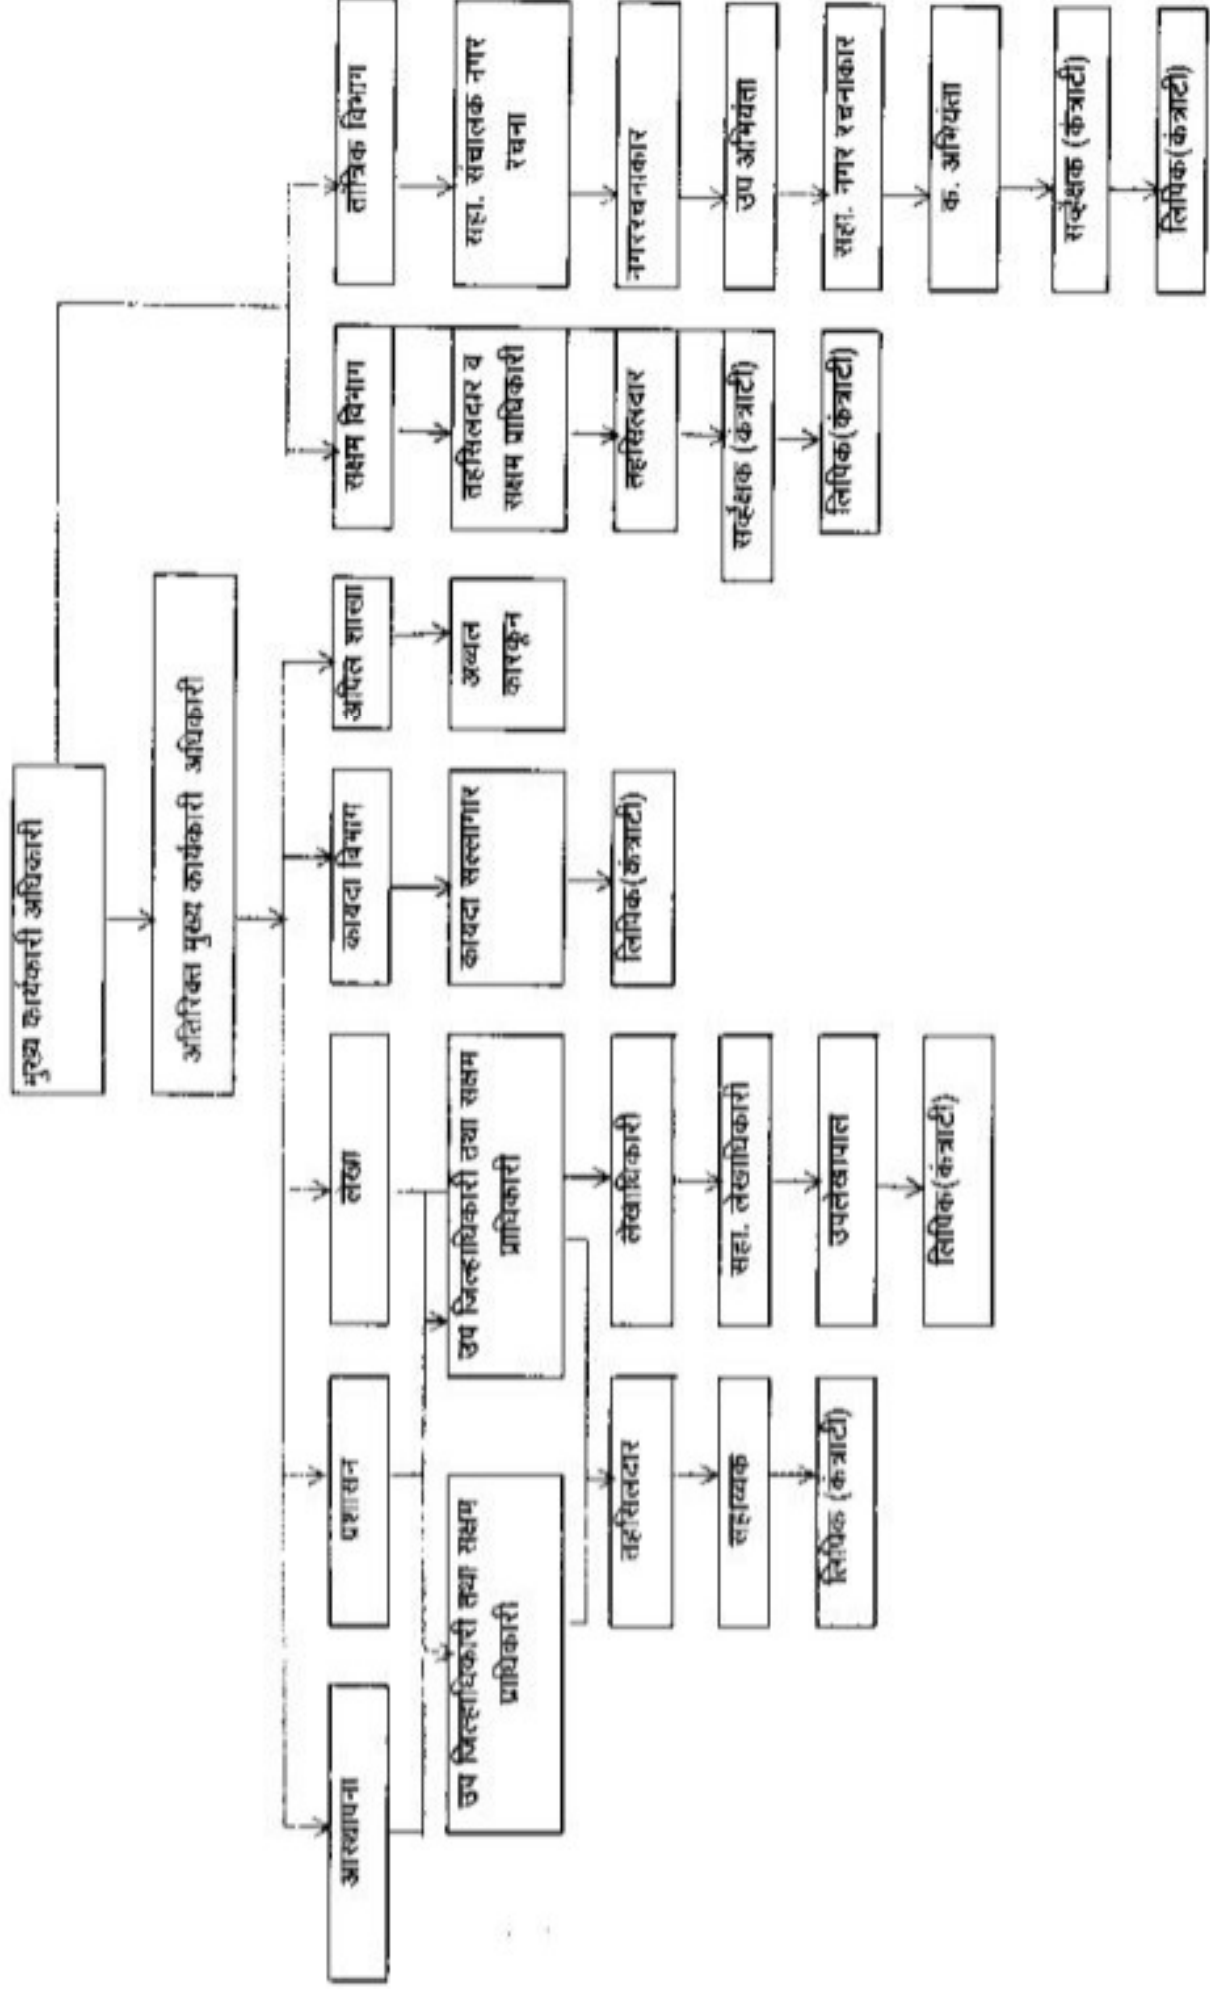 मुख्य कार्यकारी अधिकारी
अतिरिक्त मुख्य कार्यकारी अधिकारी
आस्थापना
प्रशासन
लेखा
कायदा विभाग
अपिल शाखा
सक्षम विभाग
तांत्रिक विभाग
उप जिल्हाधिकारी तथा सक्षम
प्राधिकारी
उप जिल्हाधिकारी तथा सक्षम
प्राधिकारी
कायदा सल्लागार
अव्वल
कारकून
तहसिलदार व
सक्षम प्राधिकारी
सहा. संचालक नगर
रचना
तहसिलदार
लेखाधिकारी
लिपिक(कंत्राटी)
तहसिलदार
नगररचनाकार
सहाय्यक
सहा. लेखाधिकारी
सर्व्हेक्षक (कंत्राटी)
उप अभियंता
लिपिक (कंत्राटी)
उपलेखापाल
लिपिक(कंत्राटी)
सहा. नगर रचनाकार
लिपिक(कंत्राटी)
क. अभियंता
सर्व्हेक्षक (कंत्राटी)
लिपिक(कंत्राटी)